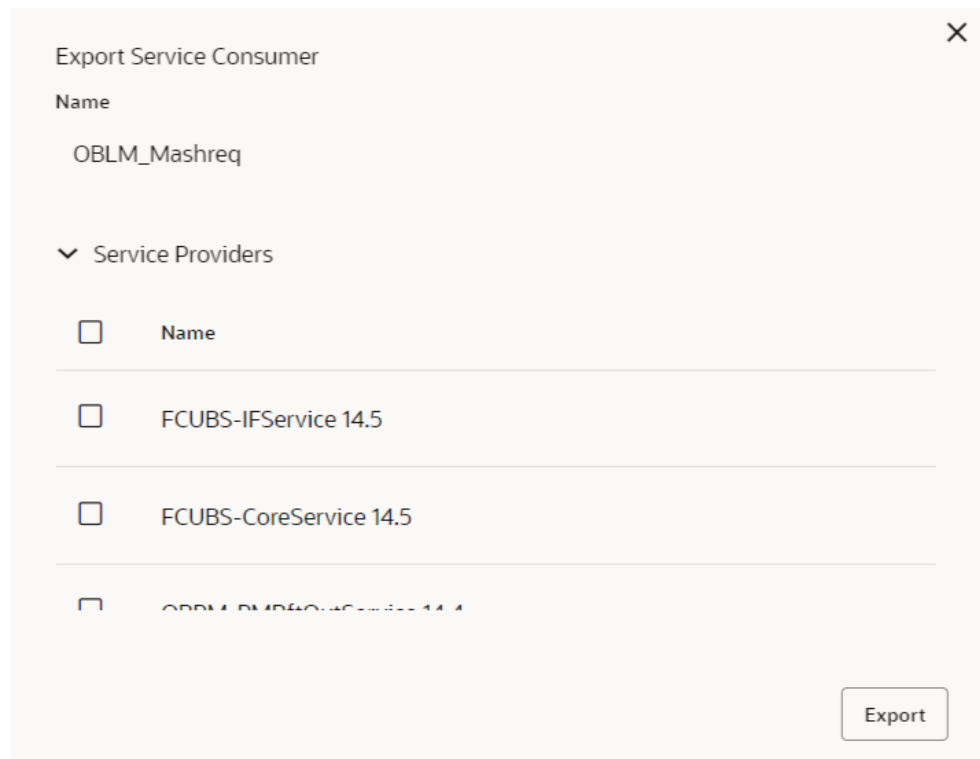 Export Service Consumer
Name
OBLM_Mashreq
Service Providers
Name
FCUBS-IFService 14.5
FCUBS-CoreService 14.5
Export